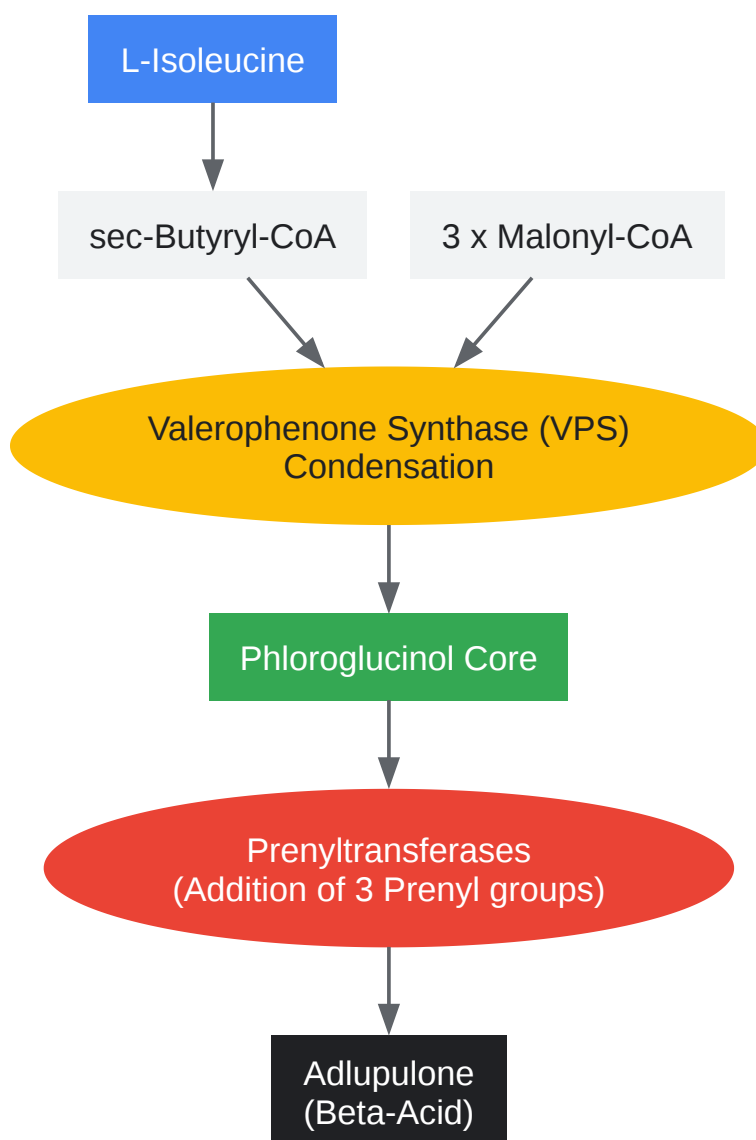 L-Isoleucine
sec-Butyryl-CoA
3 x Malonyl-CoA
Valerophenone Synthase (VPS)
Condensation
Phloroglucinol Core
Prenyltransferases
(Addition of 3 Prenyl groups)
Adlupulone
(Beta-Acid)